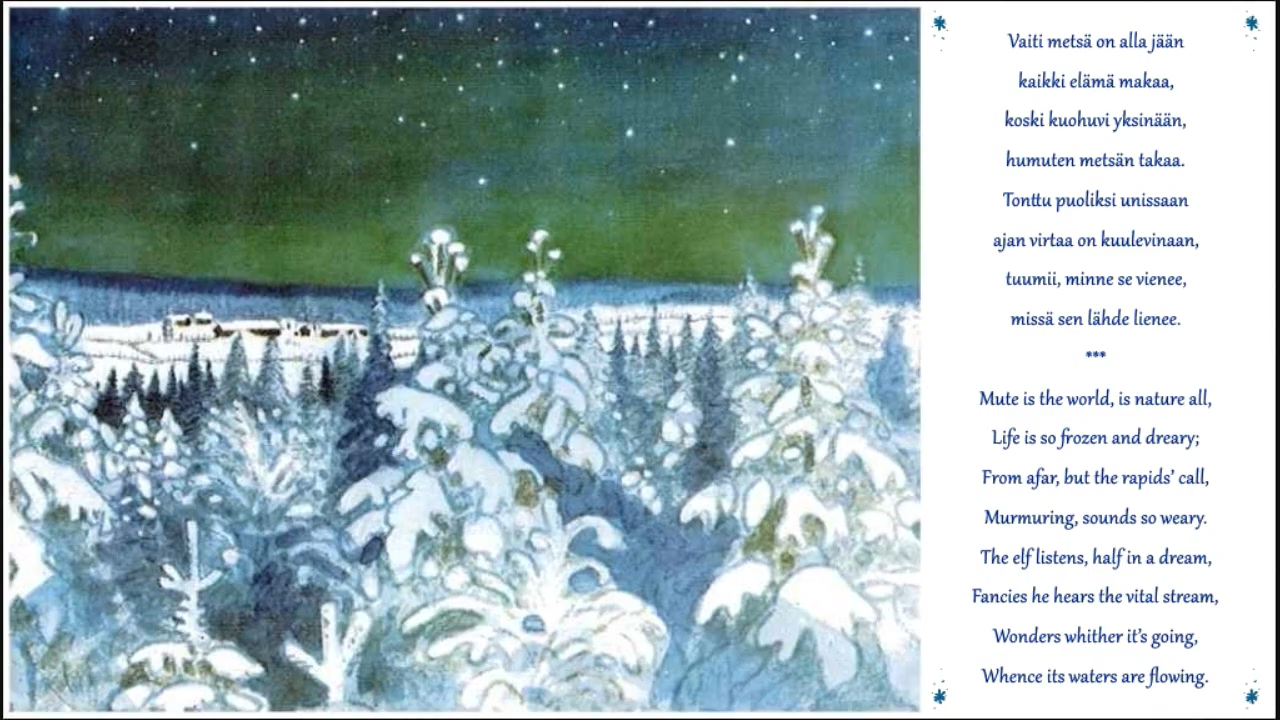 Vaiti metsä on alla jään
kaikki elämä makaa,
koski kuohuvi yksinään,
humuten metsän takaa.
Tonttu puoliksi unissaan
ajan virtaa on kuulevinaan,
tuumii, minne se vienee,
missä sen lähde lienee.
***
Mute is the world, is nature all,
Life is so frozen and dreary;
From afar, but the rapids’ call,
Murmuring, sounds so weary.
The elf listens, half in a dream,
Fancies he hears the vital stream,
Wonders whither it’s going,
Whence its waters are flowing.